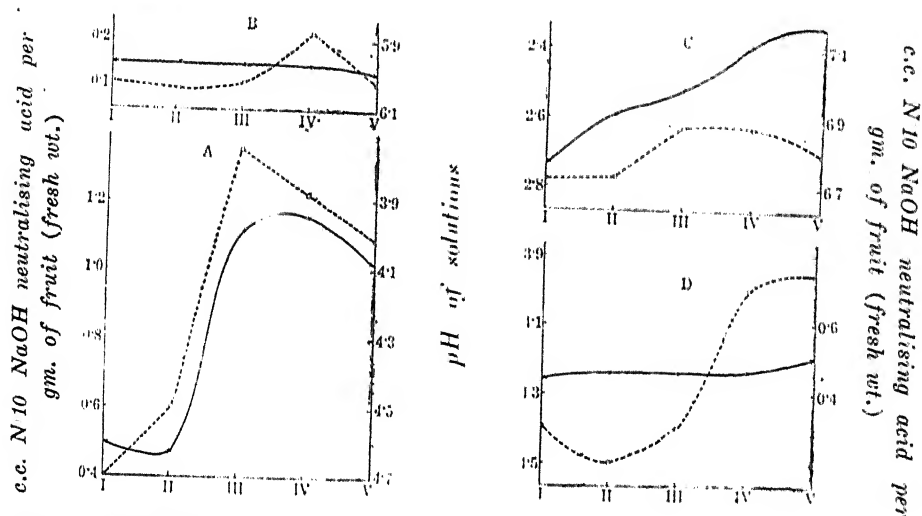 c.c. N 10 NaOH neutralising acid per
gm. of fruit (fresh wt.)
B
0·2
0·1
5·9
6·1
I II III IV V
A
1·2
1·0
0·8
0·6
0·4
3·9
4·1
4·3
4·5
4·7
I II III IV V
pH of solutions
C
2·4
2·6
2·8
7·1
6·9
6·7
I II III IV V
D
3·9
4·1
4·3
4·5
0·6
0·4
I II III IV V
c.c. N 10 NaOH neutralising acid per
gm. of fruit (fresh wt.)